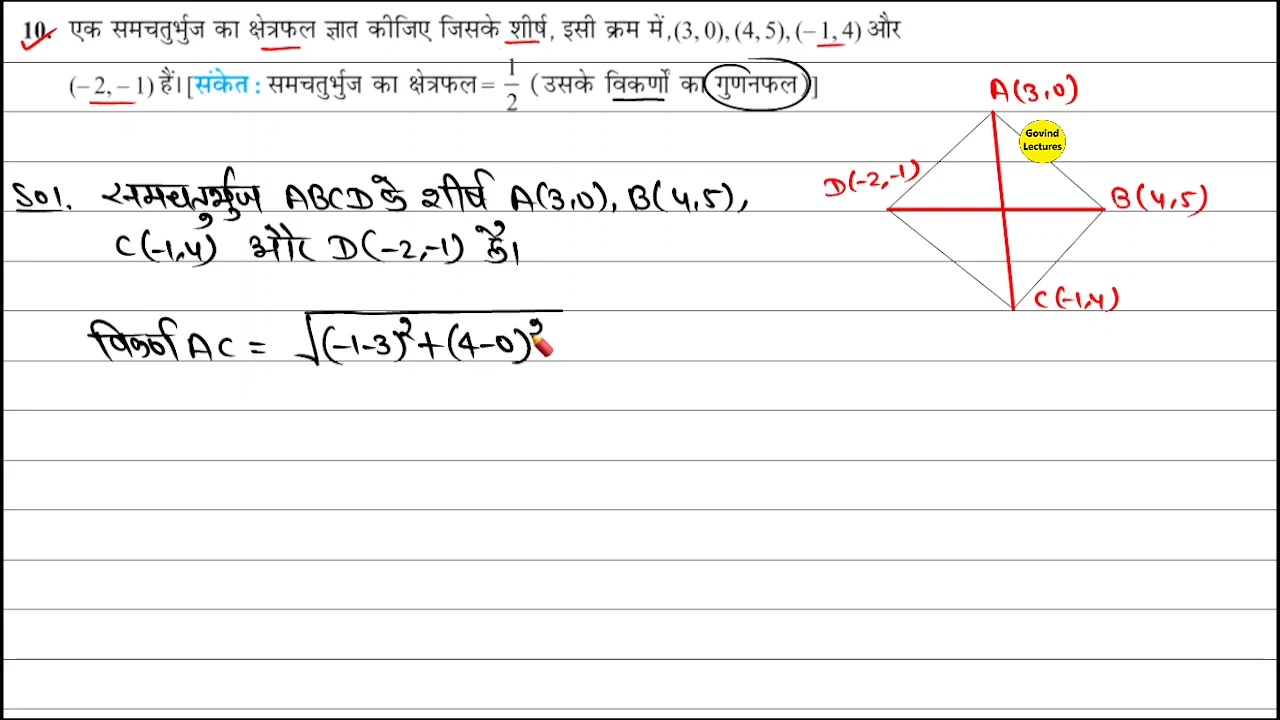 10. एक समचतुर्भुज का क्षेत्रफल ज्ञात कीजिए जिसके शीर्ष, इसी क्रम में,(3, 0), (4, 5), (– 1, 4) और
(– 2, – 1) हैं। [संकेत : समचतुर्भुज का क्षेत्रफल = 1/2 ( उसके विकर्णों का गुणनफल )]
A(3,0)
Govind
Lectures
D(-2,-1)
B(4,5)
C(-1,4)
Sol. समचतुर्भुज ABCD के शीर्ष A(3,0), B(4,5),
C(-1,4) और D(-2,-1) है।
विकर्ण AC = √(-1-3)²+(4-0)²